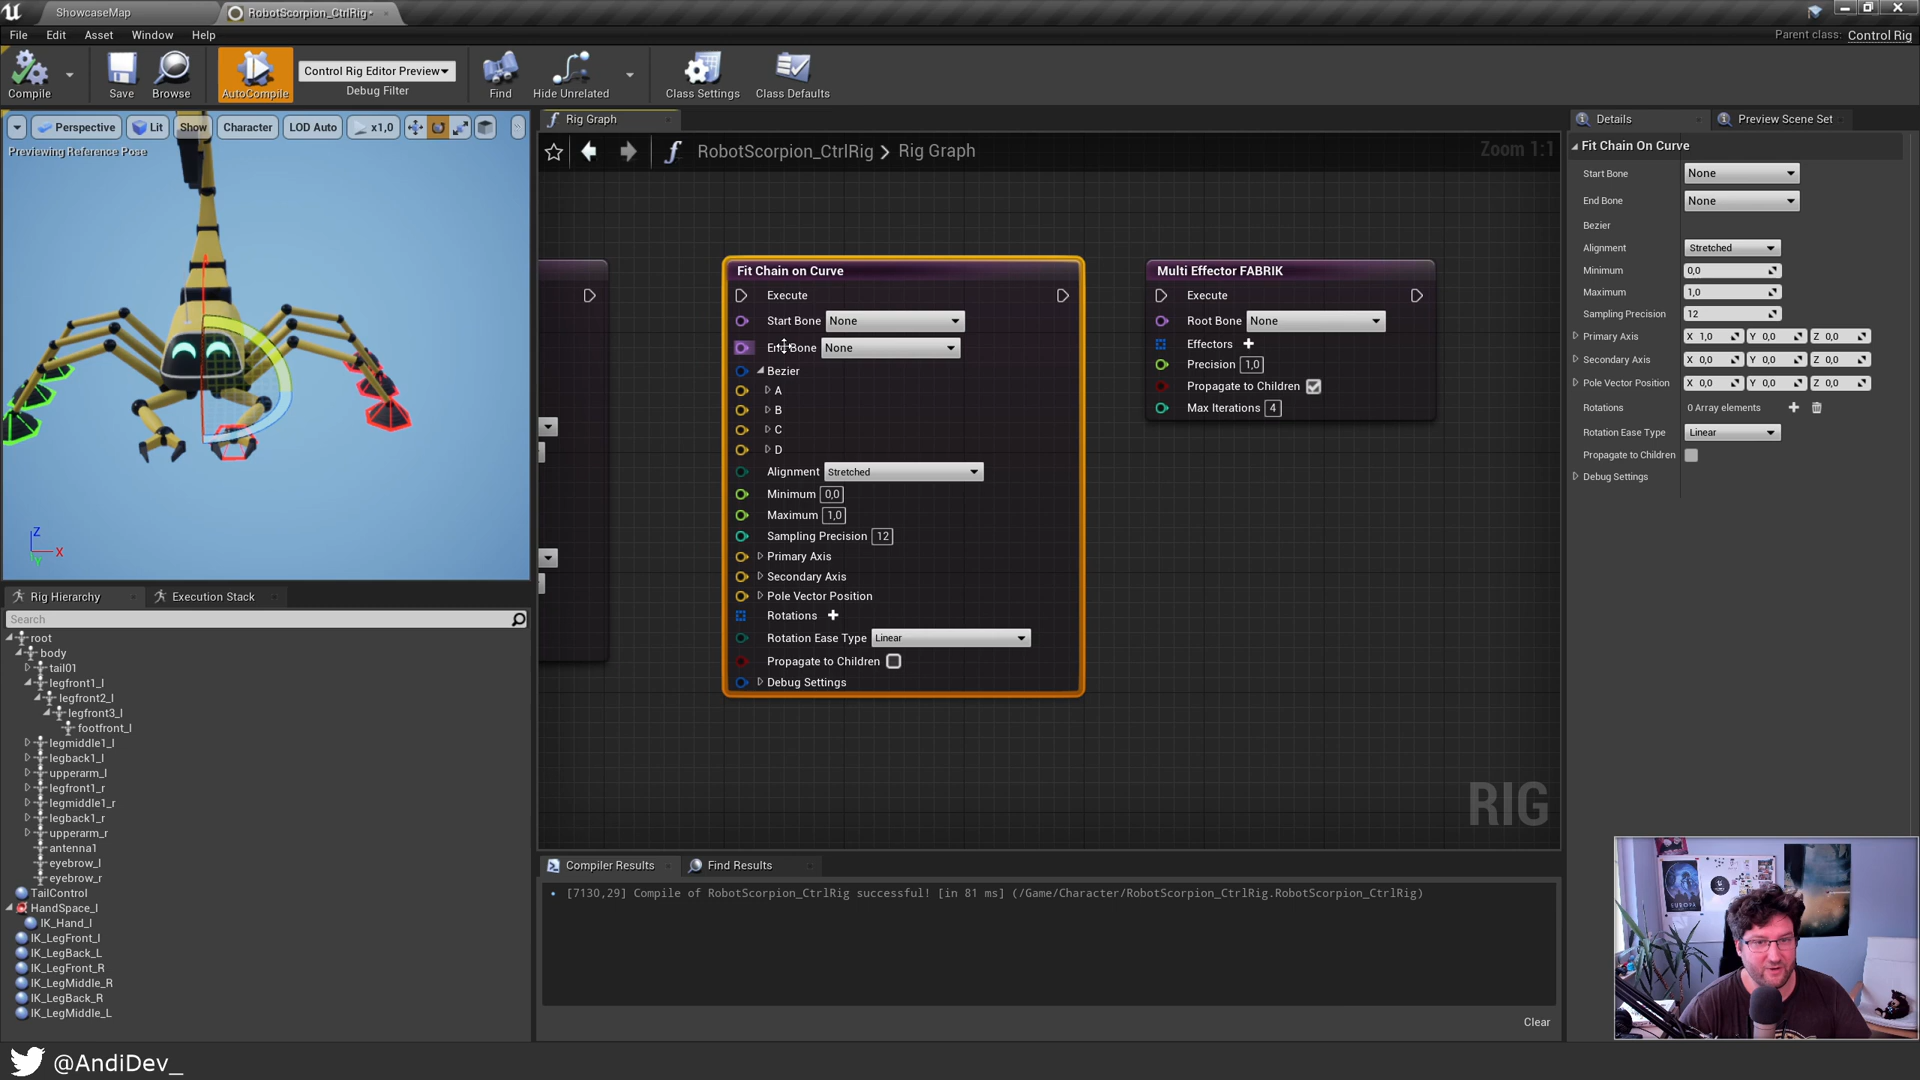 ShowcaseMap
RobotScorpion_CtrlRig*
File Edit Asset Window Help
Parent class: Control Rig
Compile
Save
Browse
AutoCompile
Control Rig Editor Preview
Debug Filter
Find
Hide Unrelated
Class Settings
Class Defaults
Perspective Lit Show Character LOD Auto x1,0
Previewing Reference Pose
Z
X
Y
Rig Graph
RobotScorpion_CtrlRig > Rig Graph
Zoom 1:1
Fit Chain on Curve
Execute
Start Bone None
Bone None
Bezier
A
B
C
D
Alignment Stretched
Minimum 0,0
Maximum 1,0
Sampling Precision 12
Primary Axis
Secondary Axis
Pole Vector Position
Rotations
Rotation Ease Type Linear
Propagate to Children
Debug Settings
Multi Effector FABRIK
Execute
Root Bone None
Effectors
Precision 1,0
Propagate to Children
Max Iterations 4
RIG
Details
Preview Scene Set
Fit Chain On Curve
Start Bone None
End Bone None
Bezier
Alignment Stretched
Minimum 0,0
Maximum 1,0
Sampling Precision 12
Primary Axis X 1,0 Y 0,0 Z 0,0
Secondary Axis X 0,0 Y 0,0 Z 0,0
Pole Vector Position X 0,0 Y 0,0 Z 0,0
Rotations 0 Array elements
Rotation Ease Type Linear
Propagate to Children
Debug Settings
Rig Hierarchy
Execution Stack
Search
root
body
tail01
legfront1_l
legfront2_l
legfront3_l
footfront_l
legmiddle1_l
legback1_l
upperarm_l
legfront1_r
legmiddle1_r
legback1_r
upperarm_r
antenna1
eyebrow_l
eyebrow_r
TailControl
HandSpace_l
IK_Hand_l
IK_LegFront_l
IK_LegBack_L
IK_LegFront_R
IK_LegMiddle_R
IK_LegBack_R
IK_LegMiddle_L
Compiler Results
Find Results
[7130,29] Compile of RobotScorpion_CtrlRig successful! [in 81 ms] (/Game/Character/RobotScorpion_CtrlRig.RobotScorpion_CtrlRig)
Clear
EUROPA
@AndiDev_